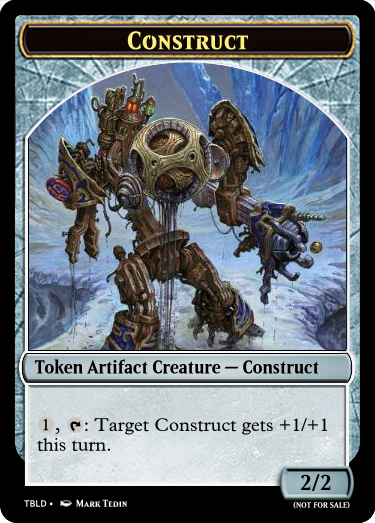 CONSTRUCT
Token Artifact Creature — Construct
1, : Target Construct gets +1/+1
this turn.
2/2
TBLD • MARK TEDIN
(NOT FOR SALE)